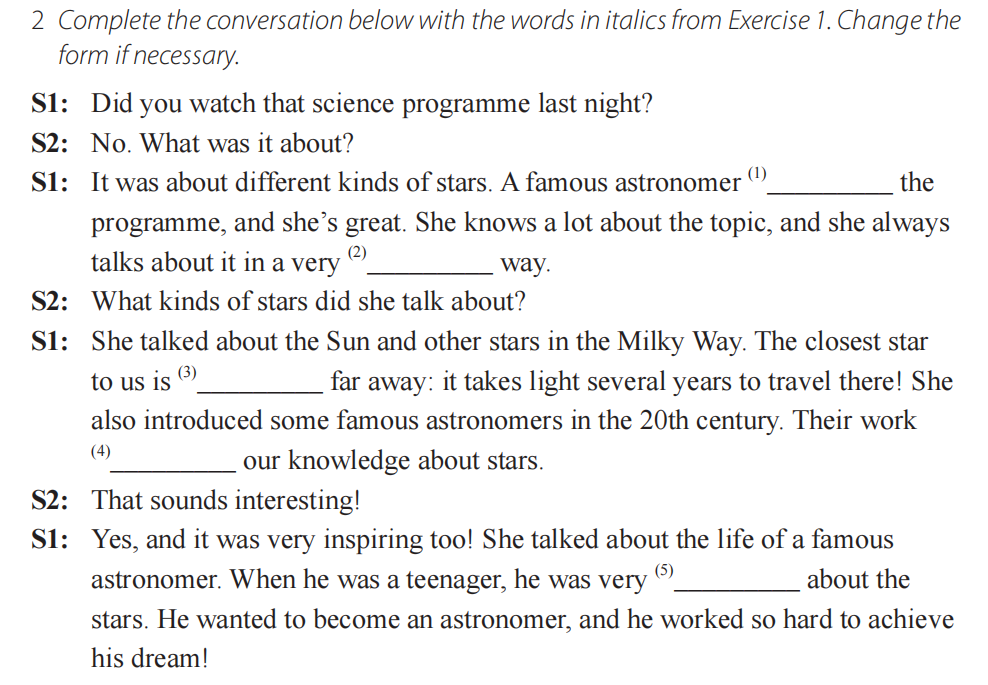 2 Complete the conversation below with the words in italics from Exercise 1. Change the
form if necessary.
S1: Did you watch that science programme last night?
S2: No. What was it about?
S1: It was about different kinds of stars. A famous astronomer (1)__________ the
programme, and she's great. She knows a lot about the topic, and she always
talks about it in a very (2)__________ way.
S2: What kinds of stars did she talk about?
S1: She talked about the Sun and other stars in the Milky Way. The closest star
to us is (3)__________ far away: it takes light several years to travel there! She
also introduced some famous astronomers in the 20th century. Their work
(4)__________ our knowledge about stars.
S2: That sounds interesting!
S1: Yes, and it was very inspiring too! She talked about the life of a famous
astronomer. When he was a teenager, he was very (5)__________ about the
stars. He wanted to become an astronomer, and he worked so hard to achieve
his dream!